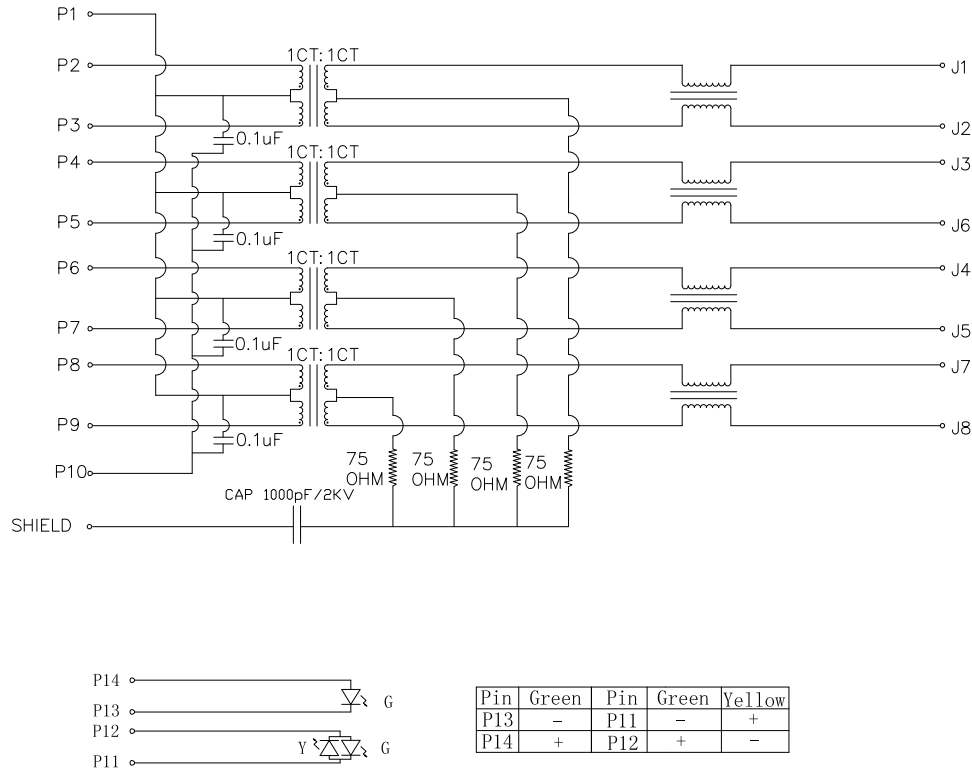 P1
1CT:1CT
P2
J1
P3
J2
0.1uF
1CT:1CT
P4
J3
P5
J6
0.1uF
1CT:1CT
P6
J4
P7
J5
0.1uF
1CT:1CT
P8
J7
P9
J8
0.1uF
P10
75 OHM
75 OHM
75 OHM
75 OHM
CAP 1000pF/2KV
SHIELD
P14
G
P13
P12
Y G
P11
Pin Green Pin Green Yellow
P13 − P11 − +
P14 + P12 + −